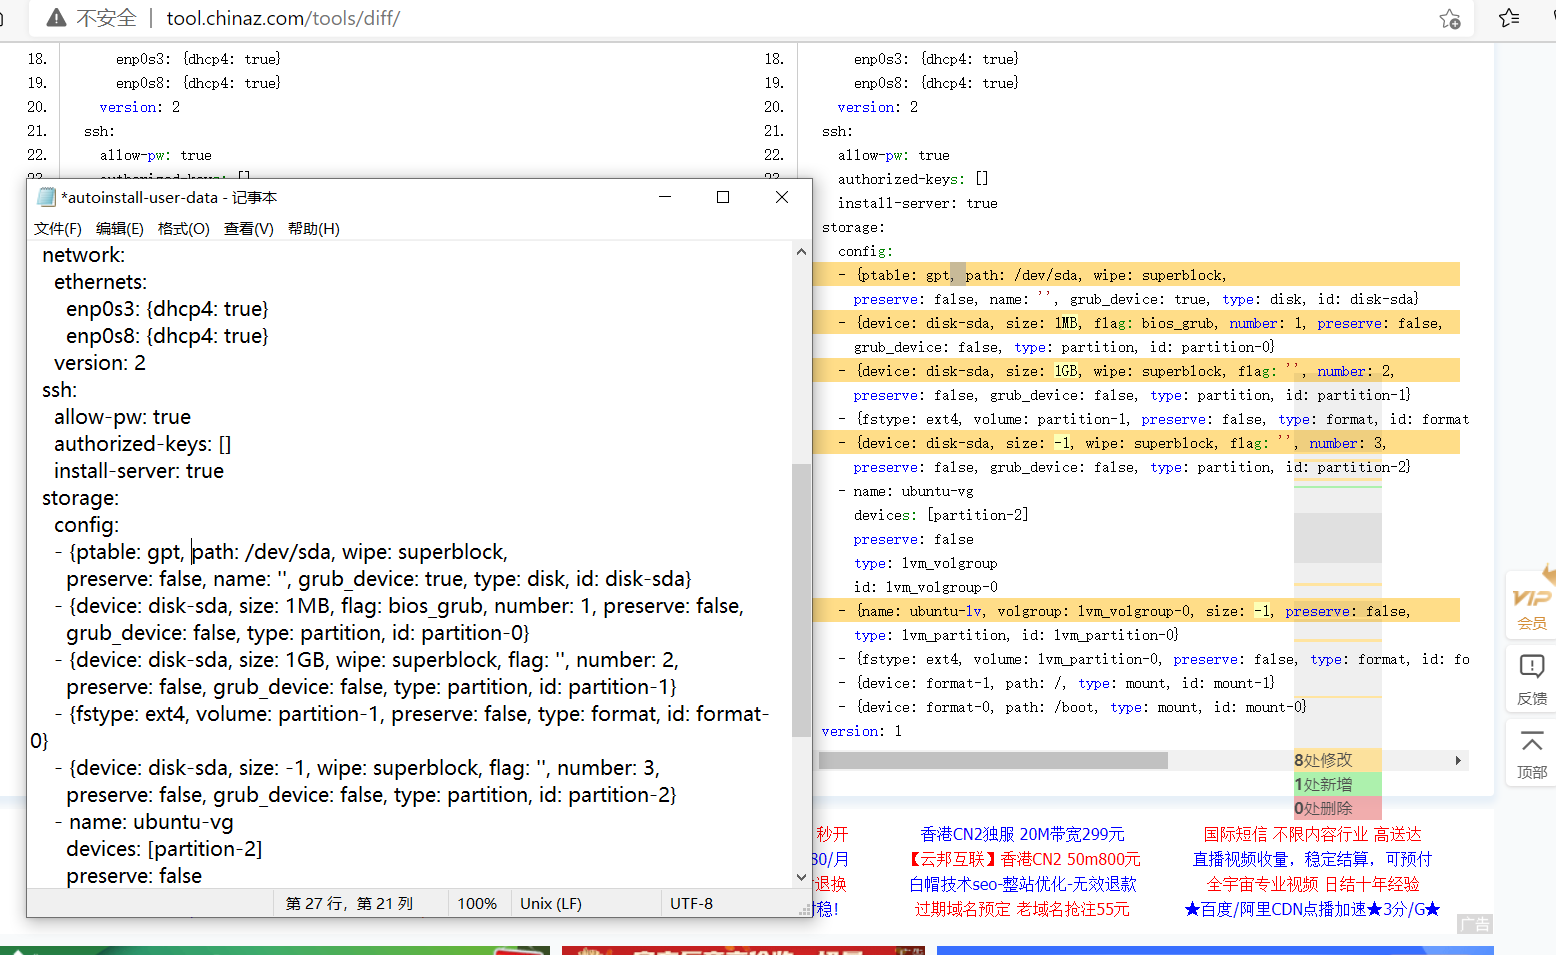 不安全 | tool.chinaz.com/tools/diff/
18. enp0s3: {dhcp4: true}
19. enp0s8: {dhcp4: true}
20. version: 2
21. ssh:
22. allow-pw: true
18. enp0s3: {dhcp4: true}
19. enp0s8: {dhcp4: true}
20. version: 2
21. ssh:
22. allow-pw: true
authorized-keys: []
install-server: true
storage:
config:
- {ptable: gpt, path: /dev/sda, wipe: superblock,
preserve: false, name: '', grub_device: true, type: disk, id: disk-sda}
- {device: disk-sda, size: 1MB, flag: bios_grub, number: 1, preserve: false,
grub_device: false, type: partition, id: partition-0}
- {device: disk-sda, size: 1GB, wipe: superblock, flag: '', number: 2,
preserve: false, grub_device: false, type: partition, id: partition-1}
- {fstype: ext4, volume: partition-1, preserve: false, type: format, id: format
- {device: disk-sda, size: -1, wipe: superblock, flag: '', number: 3,
preserve: false, grub_device: false, type: partition, id: partition-2}
- name: ubuntu-vg
devices: [partition-2]
preserve: false
type: lvm_volgroup
id: lvm_volgroup-0
- {name: ubuntu-lv, volgroup: lvm_volgroup-0, size: -1, preserve: false,
type: lvm_partition, id: lvm_partition-0}
- {fstype: ext4, volume: lvm_partition-0, preserve: false, type: format, id: fo
- {device: format-1, path: /, type: mount, id: mount-1}
- {device: format-0, path: /boot, type: mount, id: mount-0}
version: 1
*autoinstall-user-data - 记事本
文件(F) 编辑(E) 格式(O) 查看(V) 帮助(H)
network:
ethernets:
enp0s3: {dhcp4: true}
enp0s8: {dhcp4: true}
version: 2
ssh:
allow-pw: true
authorized-keys: []
install-server: true
storage:
config:
- {ptable: gpt, path: /dev/sda, wipe: superblock,
preserve: false, name: '', grub_device: true, type: disk, id: disk-sda}
- {device: disk-sda, size: 1MB, flag: bios_grub, number: 1, preserve: false,
grub_device: false, type: partition, id: partition-0}
- {device: disk-sda, size: 1GB, wipe: superblock, flag: '', number: 2,
preserve: false, grub_device: false, type: partition, id: partition-1}
- {fstype: ext4, volume: partition-1, preserve: false, type: format, id: format-
0}
- {device: disk-sda, size: -1, wipe: superblock, flag: '', number: 3,
preserve: false, grub_device: false, type: partition, id: partition-2}
- name: ubuntu-vg
devices: [partition-2]
preserve: false
第 27 行，第 21 列 100% Unix (LF) UTF-8
8处修改
1处新增
0处删除
VIP
会员
反馈
顶部
秒开 香港CN2独服 20M带宽299元 国际短信 不限内容行业 高送达
80/月 【云邦互联】香港CN2 50m800元 直播视频收量，稳定结算，可预付
退换 白帽技术seo-整站优化-无效退款 全宇宙专业视频 日结十年经验
稳! 过期域名预定 老域名抢注55元 ★百度/阿里CDN点播加速★3分/G★
广告